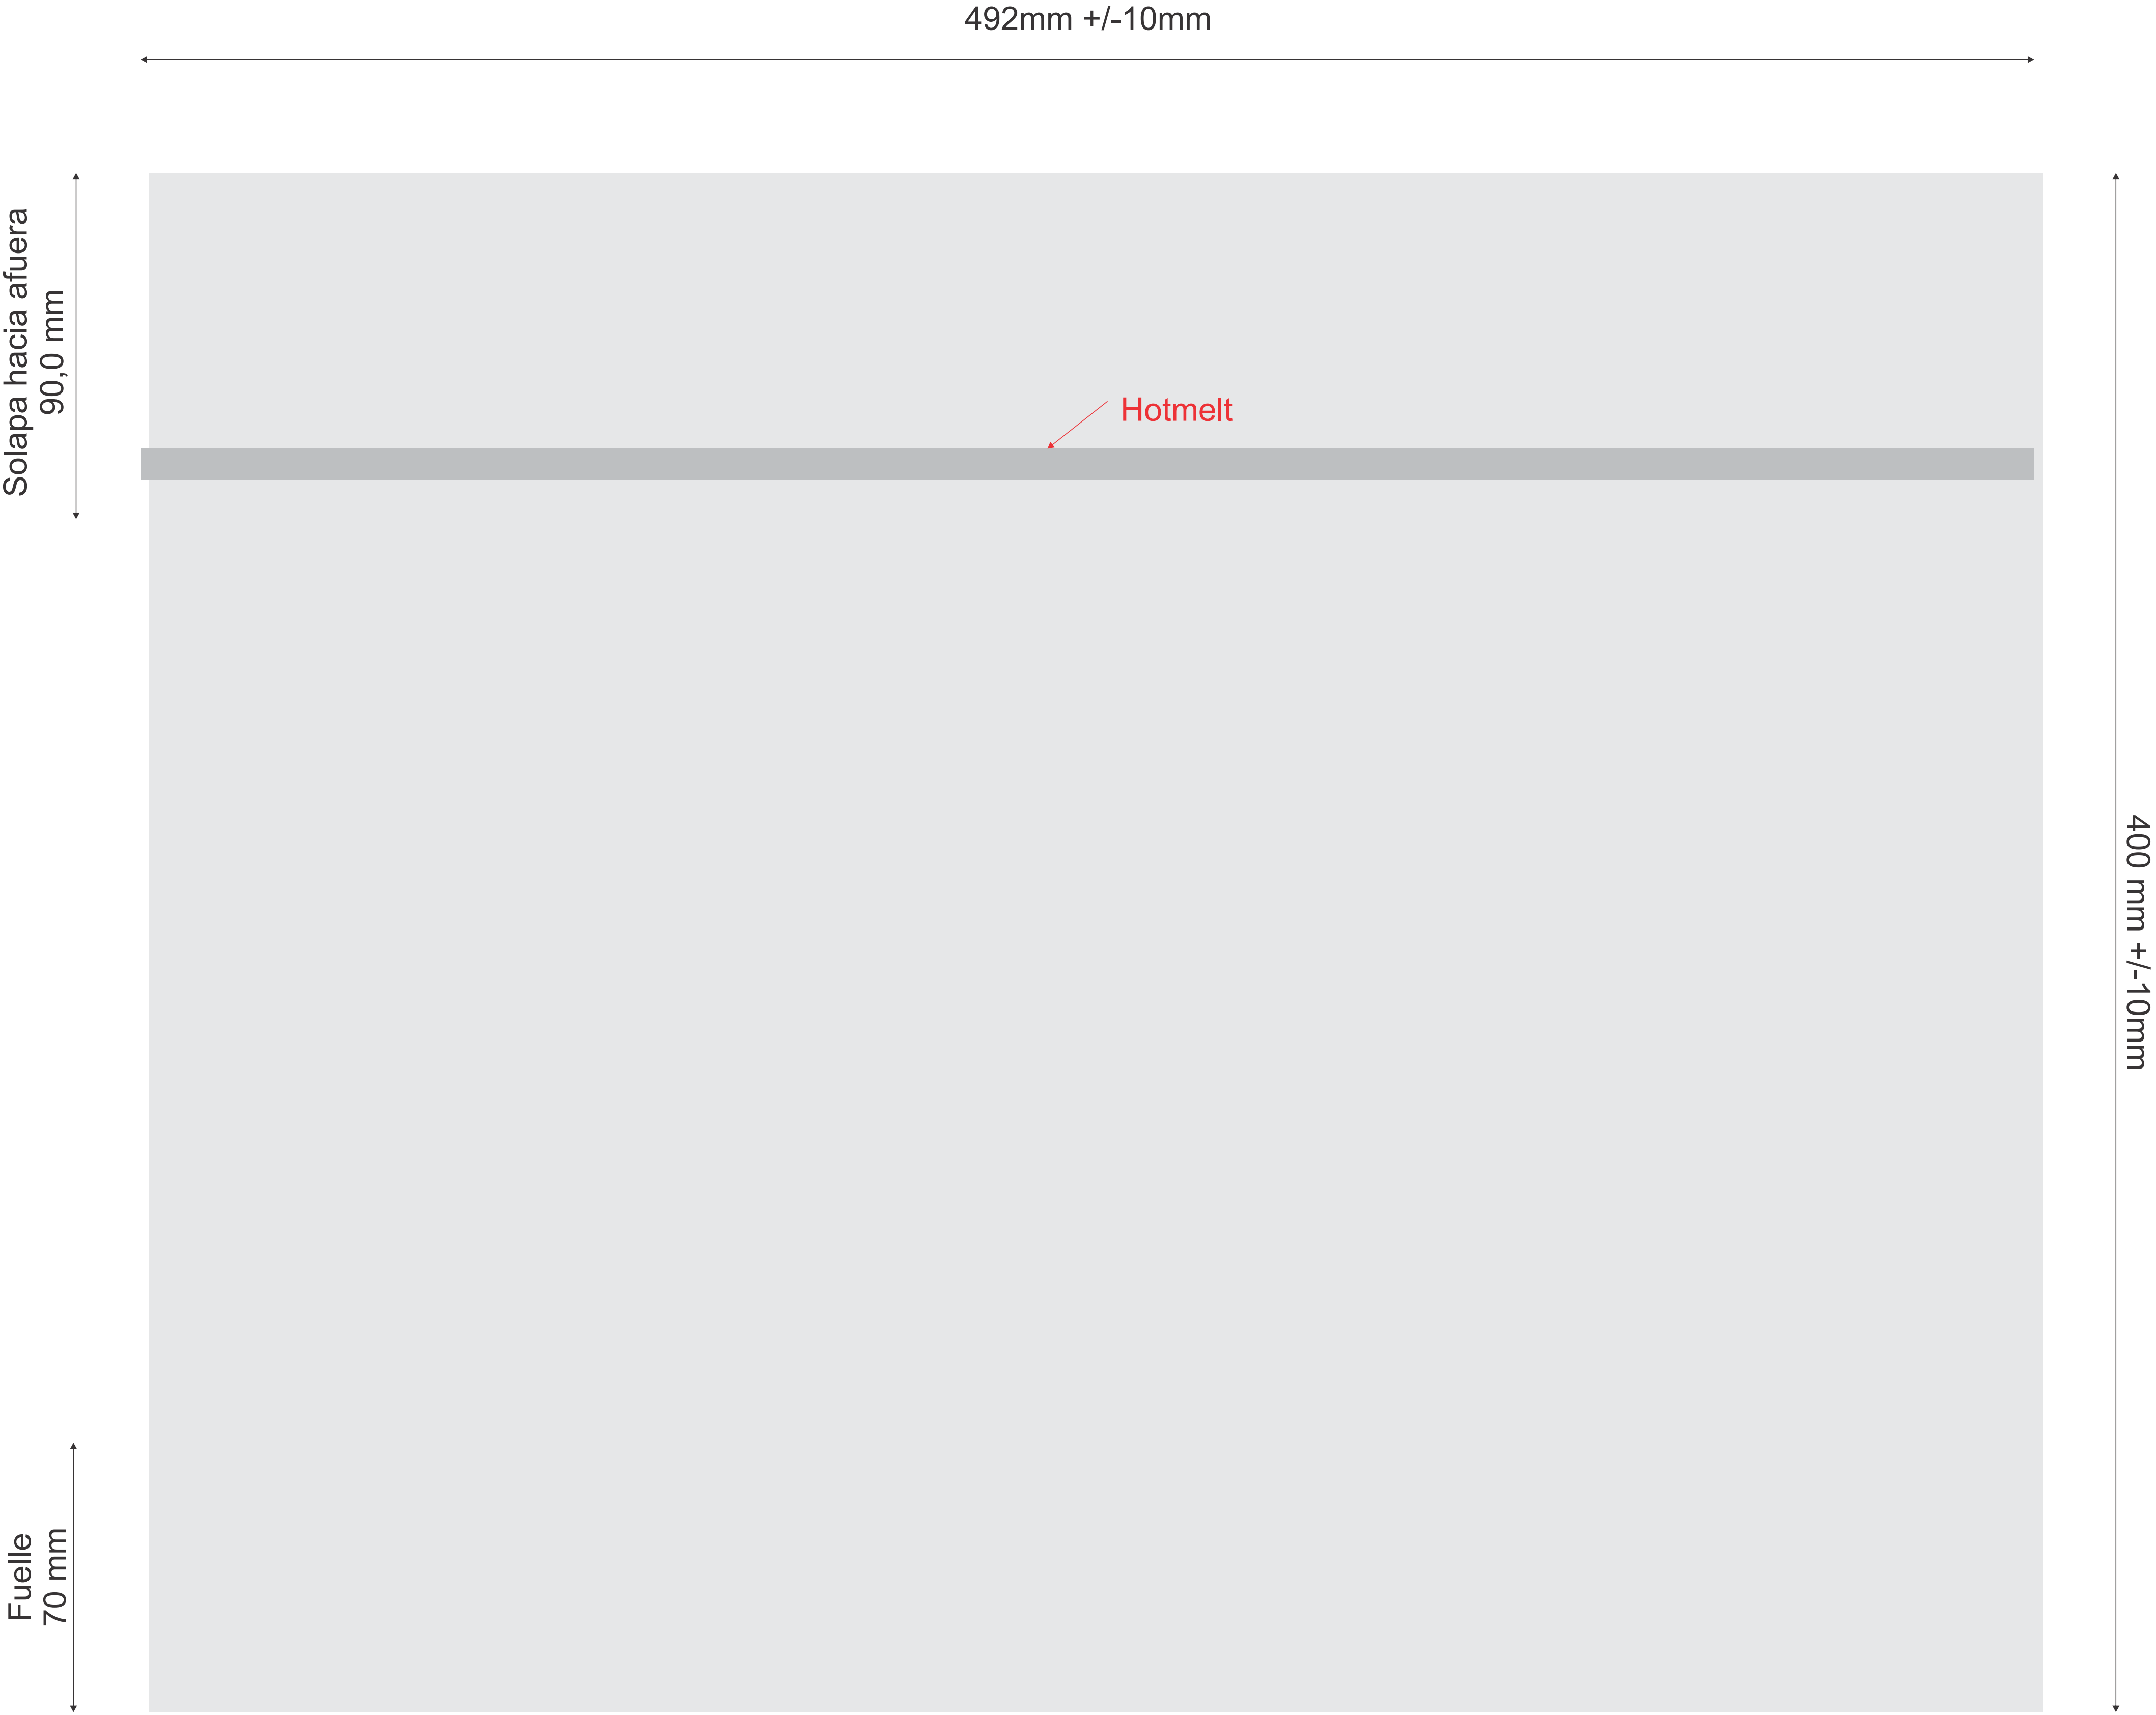 492mm +/-10mm
Solapa hacia afuera
90,0 mm
Hotmelt
400 mm +/-10mm
Fuelle
70 mm